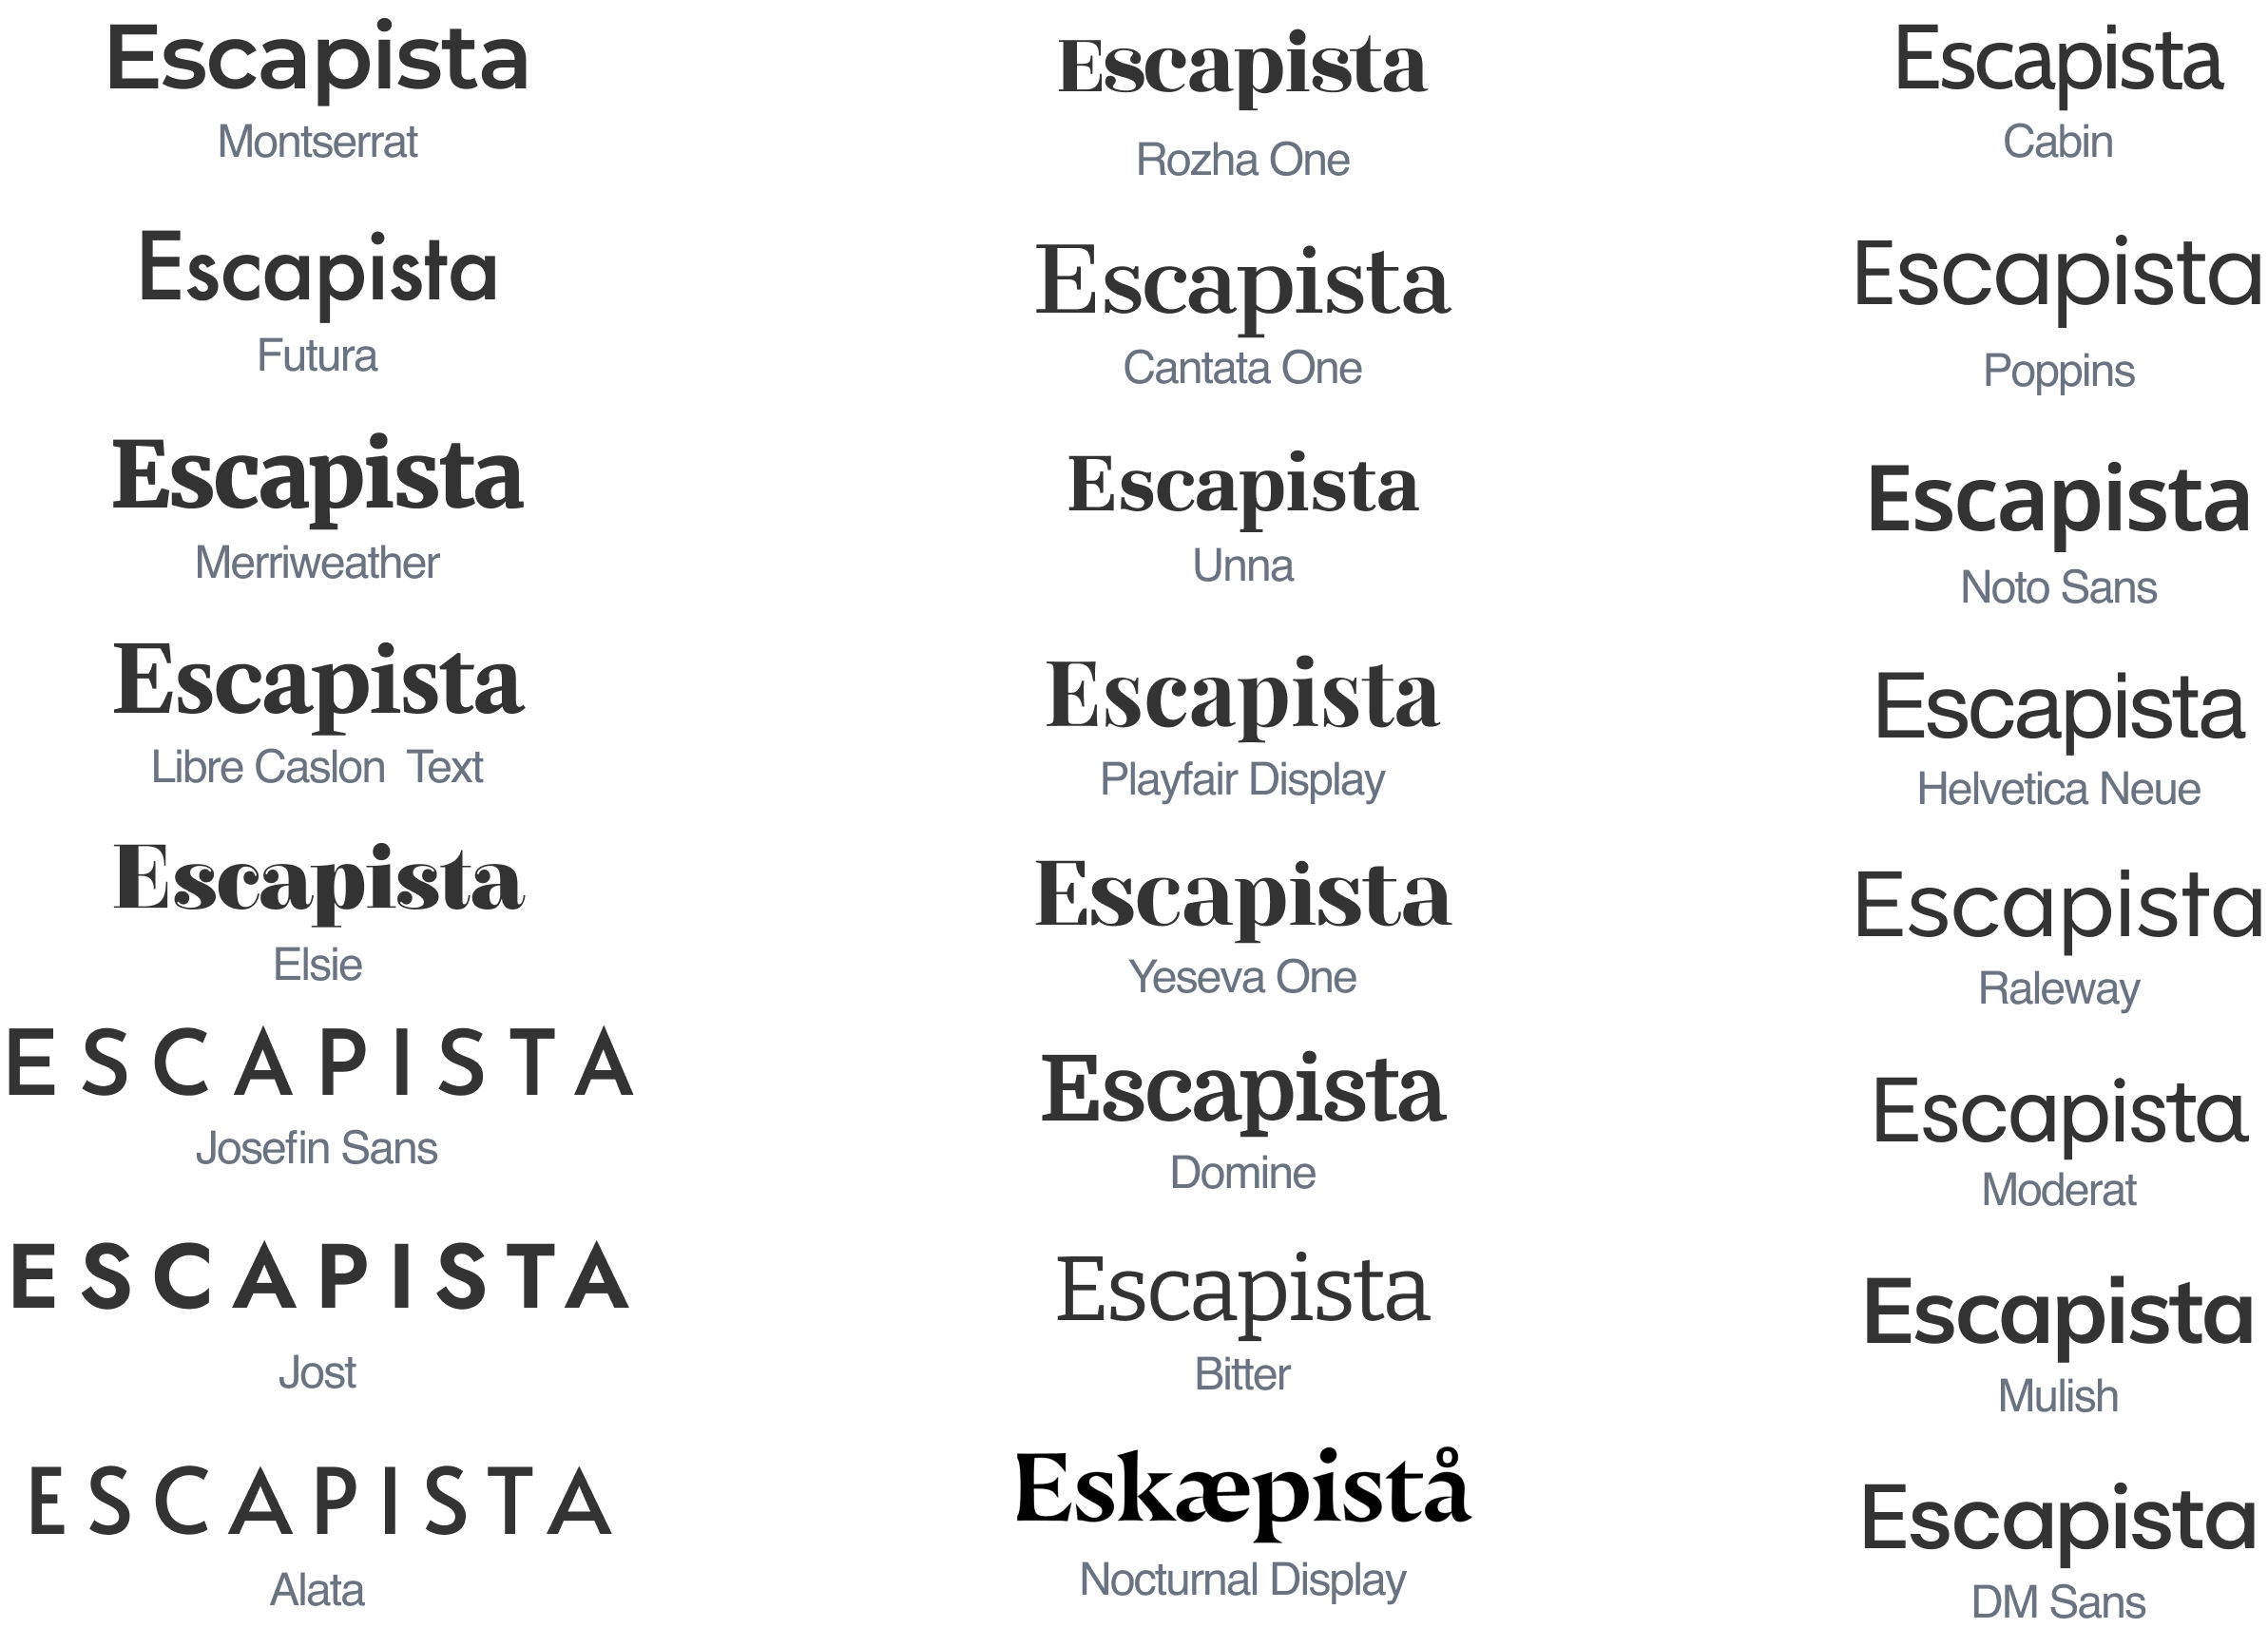 Escapista
Montserrat
Escapista
Futura
Escapista
Merriweather
Escapista
Libre Caslon  Text
Escapista
Elsie
ESCAPISTA
Josefin Sans
ESCAPISTA
Jost
ESCAPISTA
Alata
Escapista
Rozha One
Escapista
Cantata One
Escapista
Unna
Escapista
Playfair Display
Escapista
Yeseva One
Escapista
Domine
Escapista
Bitter
Eskæpistå
Nocturnal Display
Escapista
Cabin
Escapista
Poppins
Escapista
Noto Sans
Escapista
Helvetica Neue
Escapista
Raleway
Escapista
Moderat
Escapista
Mulish
Escapista
DM Sans